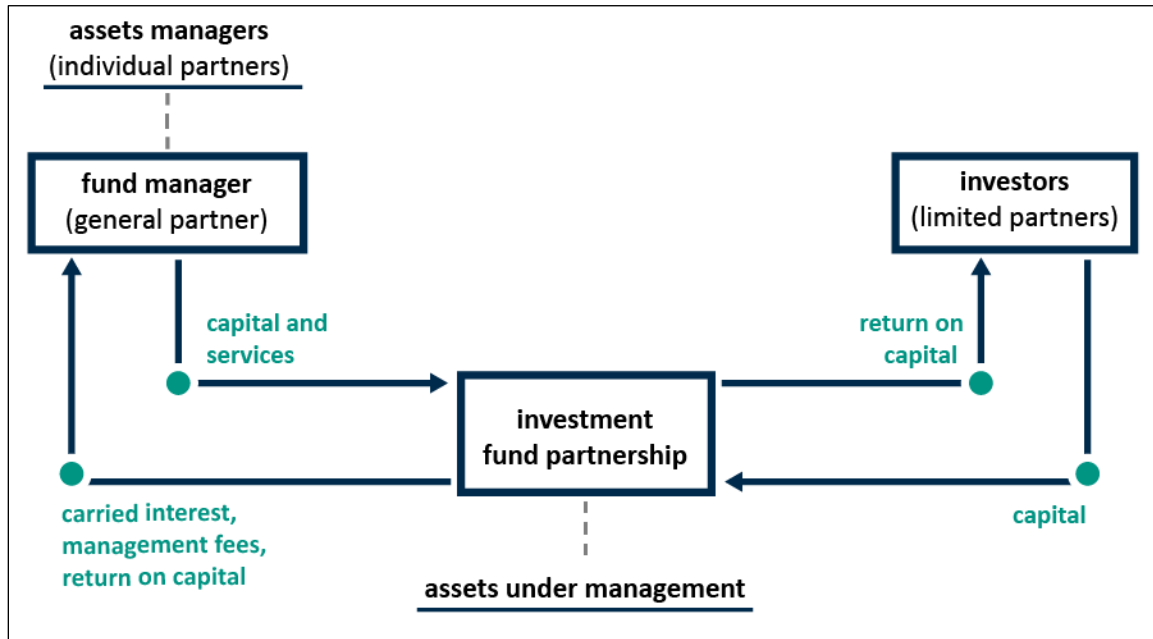 assets managers
(individual partners)
fund manager
(general partner)
investors
(limited partners)
capital and
services
return on
capital
investment
fund partnership
carried interest,
management fees,
return on capital
capital
assets under management